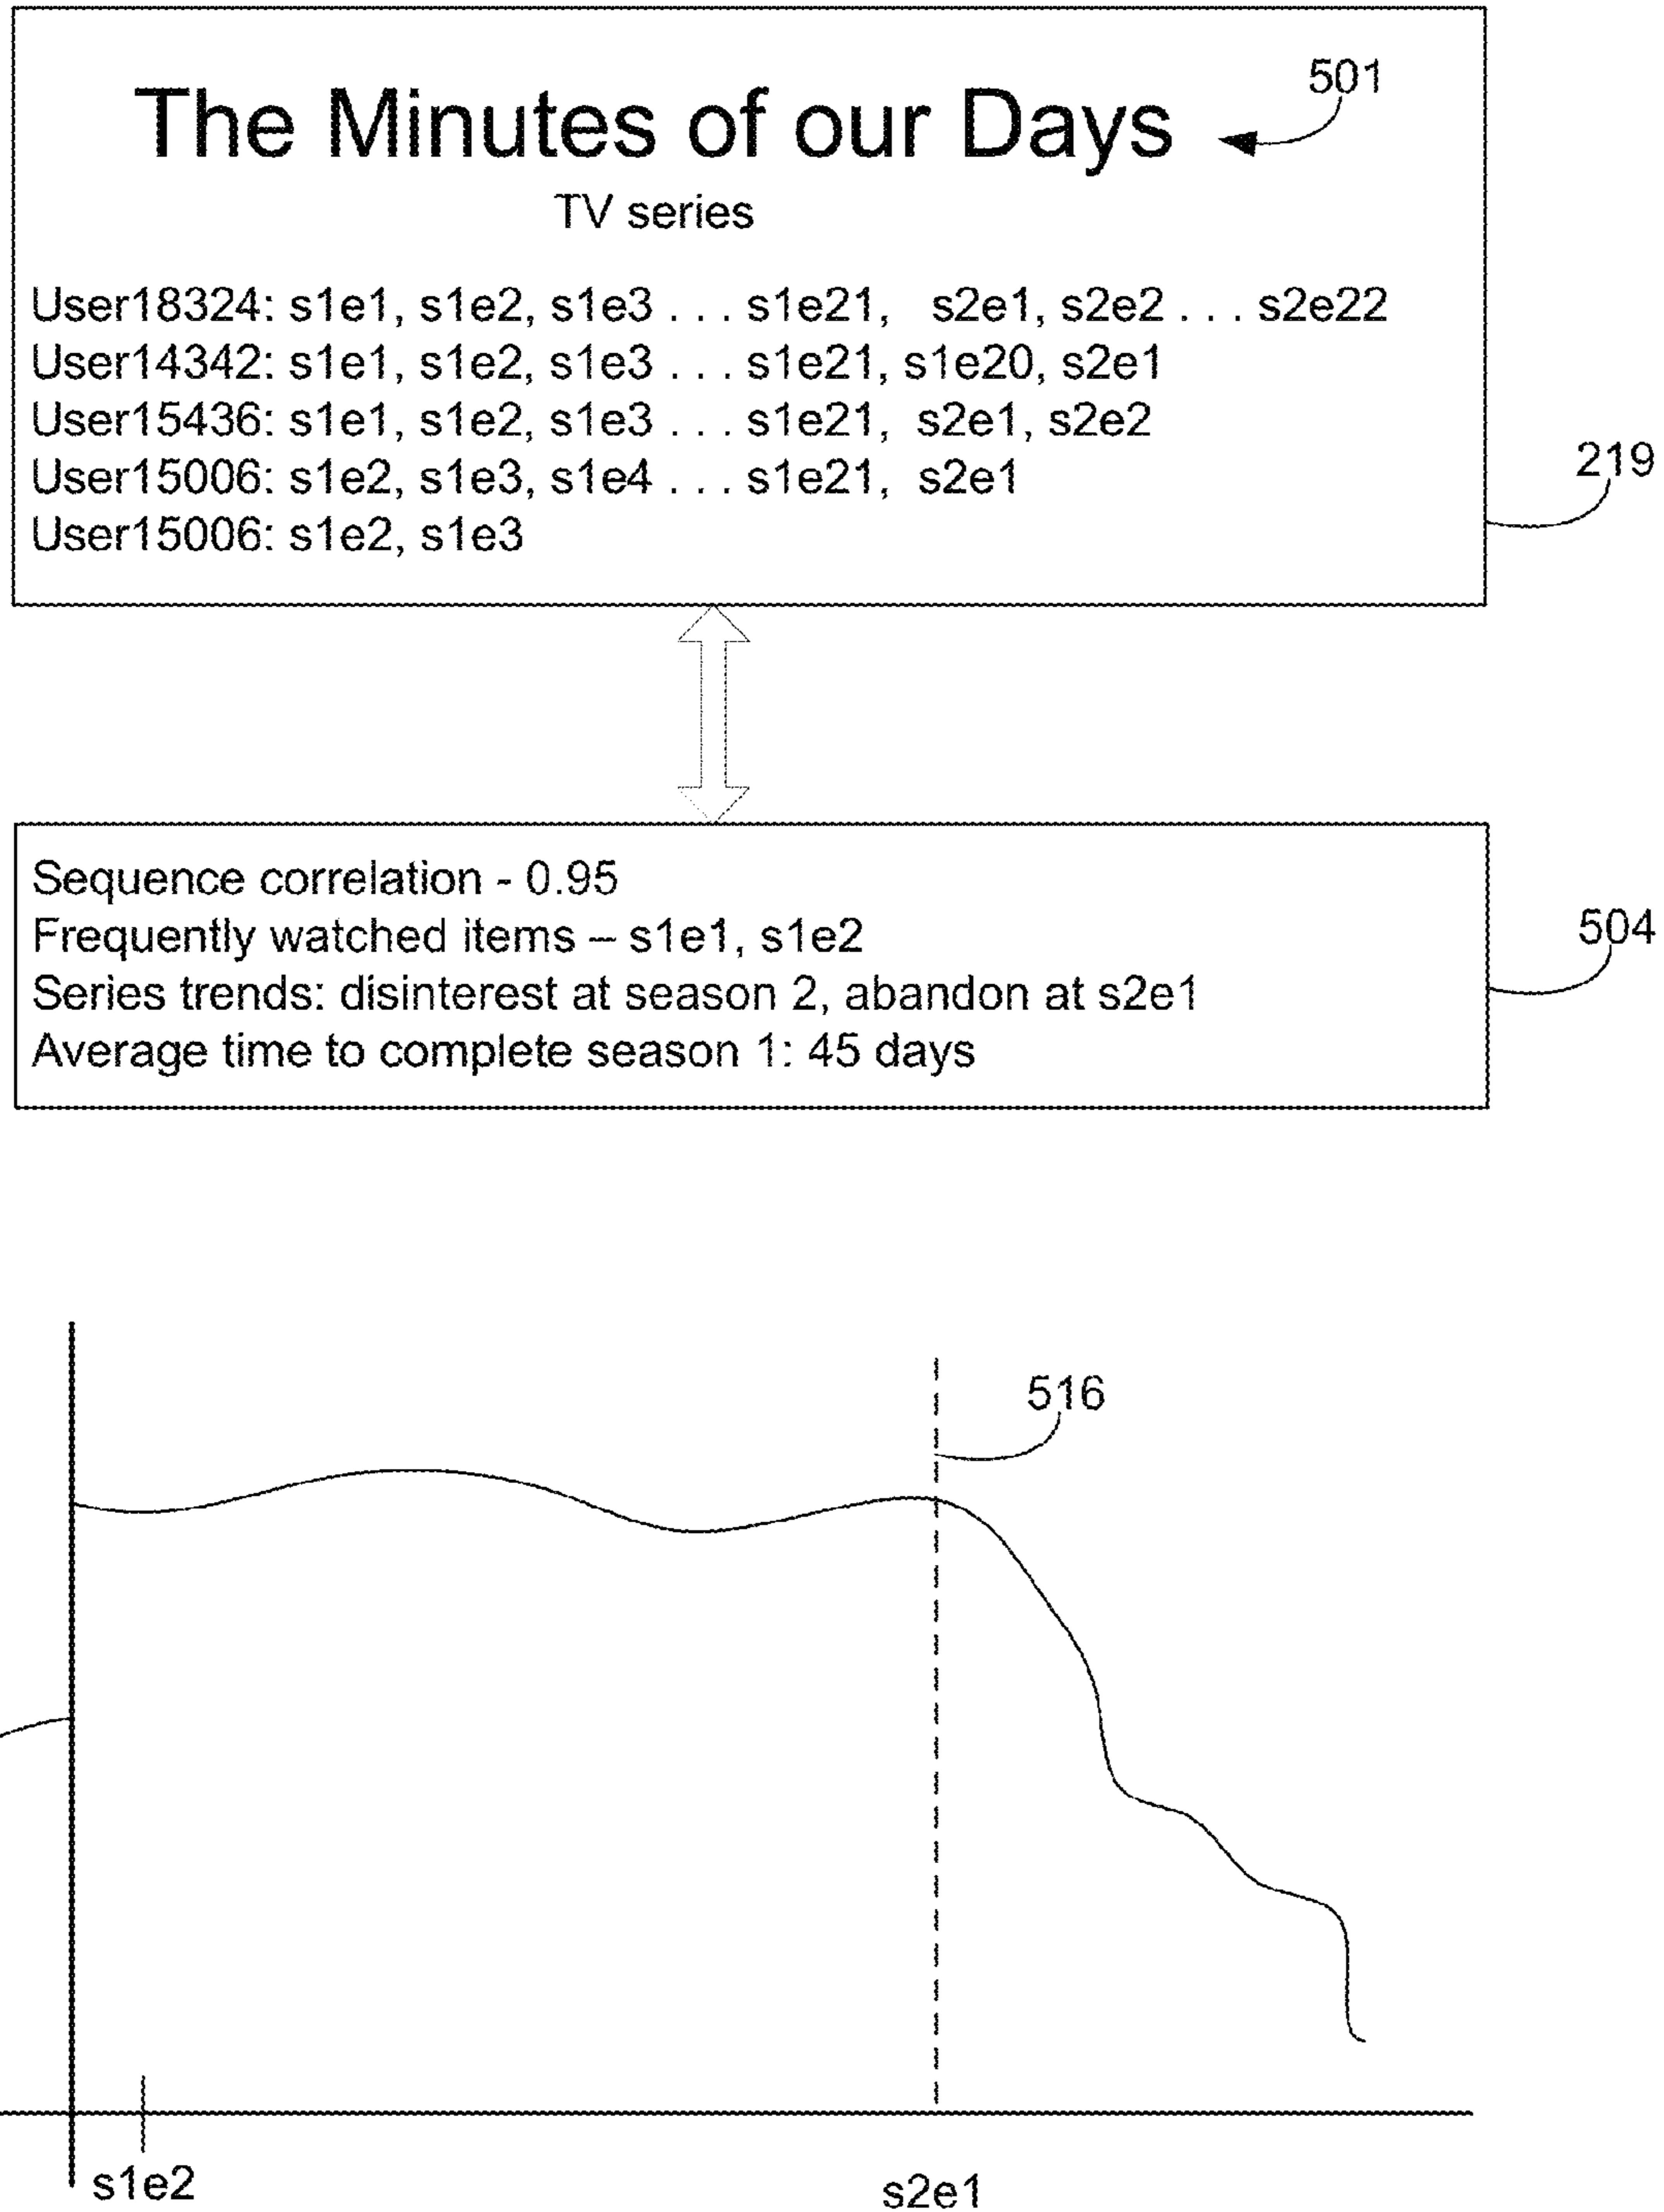 501
The Minutes of our Days
TV series
User18324: s1e1, s1e2, s1e3 . . . s1e21, s2e1, s2e2 . . . s2e22
User14342: s1e1, s1e2, s1e3 . . . s1e21, s1e20, s2e1
User15436: s1e1, s1e2, s1e3 . . . s1e21, s2e1, s2e2
User15006: s1e2, s1e3, s1e4 . . . s1e21, s2e1
219
User15006: s1e2, s1e3
Sequence correlation - 0.95
Frequently watched items – s1e1, s1e2
504
Series trends: disinterest at season 2, abandon at s2e1
Average time to complete season 1: 45 days
516
s1e2
s2e1